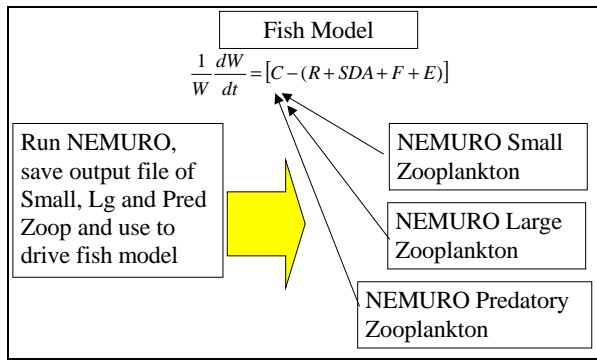 Fish Model
1/W dW/dt = [C − (R + SDA + F + E)]
Run NEMURO,
save output file of
Small, Lg and Pred
Zoop and use to
drive fish model
NEMURO Small
Zooplankton
NEMURO Large
Zooplankton
NEMURO Predatory
Zooplankton